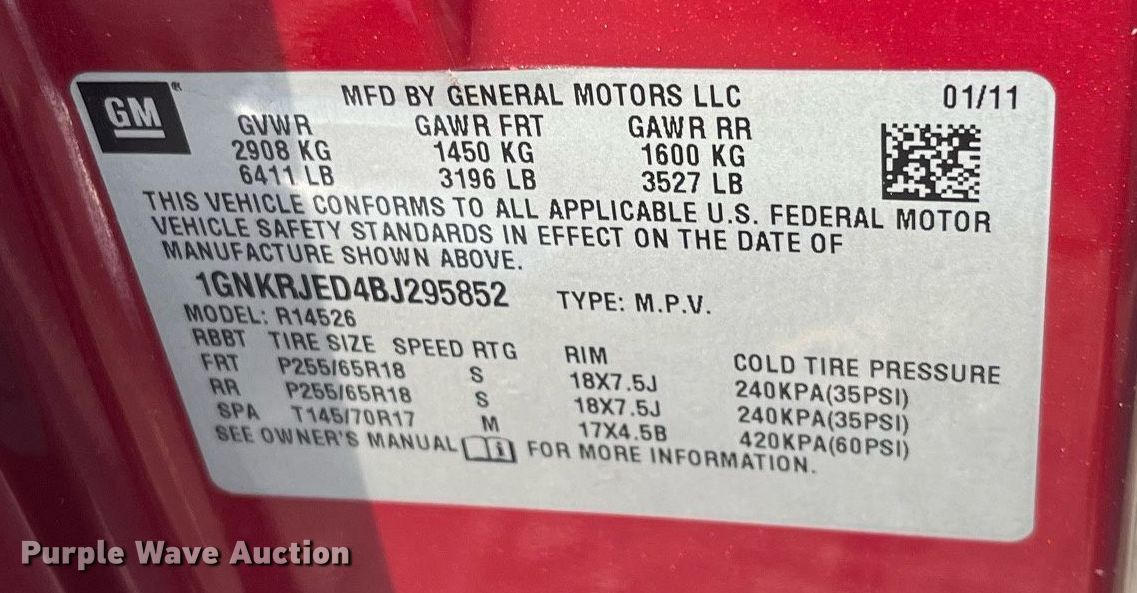 GM
MFD BY GENERAL MOTORS LLC 01/11
GVWR GAWR FRT GAWR RR
2908 KG 1450 KG 1600 KG
6411 LB 3196 LB 3527 LB
THIS VEHICLE CONFORMS TO ALL APPLICABLE U.S. FEDERAL MOTOR
VEHICLE SAFETY STANDARDS IN EFFECT ON THE DATE OF
MANUFACTURE SHOWN ABOVE.
1GNKRJED4BJ295852 TYPE: M.P.V.
MODEL: R14526
RBBT TIRE SIZE SPEED RTG RIM COLD TIRE PRESSURE
FRT P255/65R18 S 18X7.5J 240KPA(35PSI)
RR P255/65R18 S 18X7.5J 240KPA(35PSI)
SPA T145/70R17 M 17X4.5B 420KPA(60PSI)
SEE OWNER'S MANUAL FOR MORE INFORMATION.
Purple Wave Auction